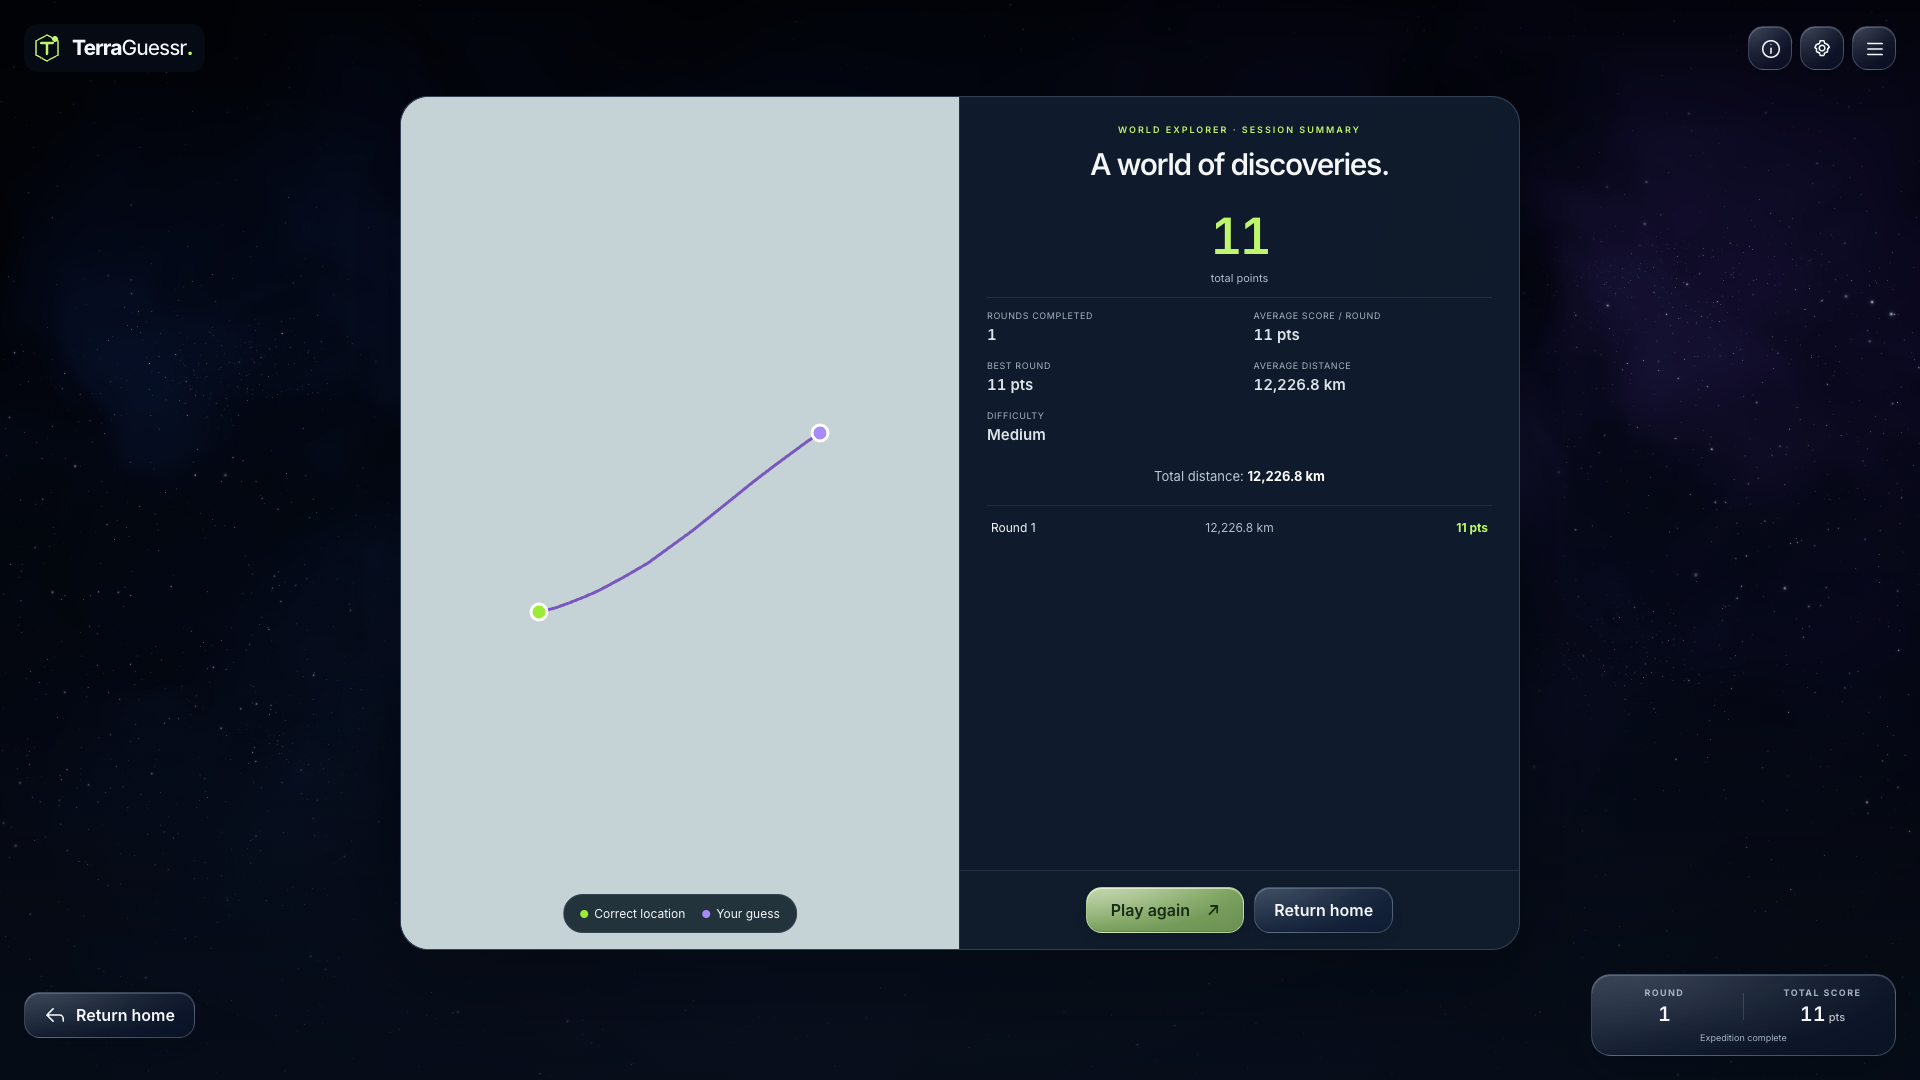 TerraGuessr.
WORLD EXPLORER · SESSION SUMMARY
A world of discoveries.
11
total points
ROUNDS COMPLETED
1
AVERAGE SCORE / ROUND
11 pts
BEST ROUND
11 pts
AVERAGE DISTANCE
12,226.8 km
DIFFICULTY
Medium
Total distance: 12,226.8 km
Round 1 12,226.8 km 11 pts
Correct location Your guess
Play again
Return home
Return home
ROUND
1
TOTAL SCORE
11 pts
Expedition complete